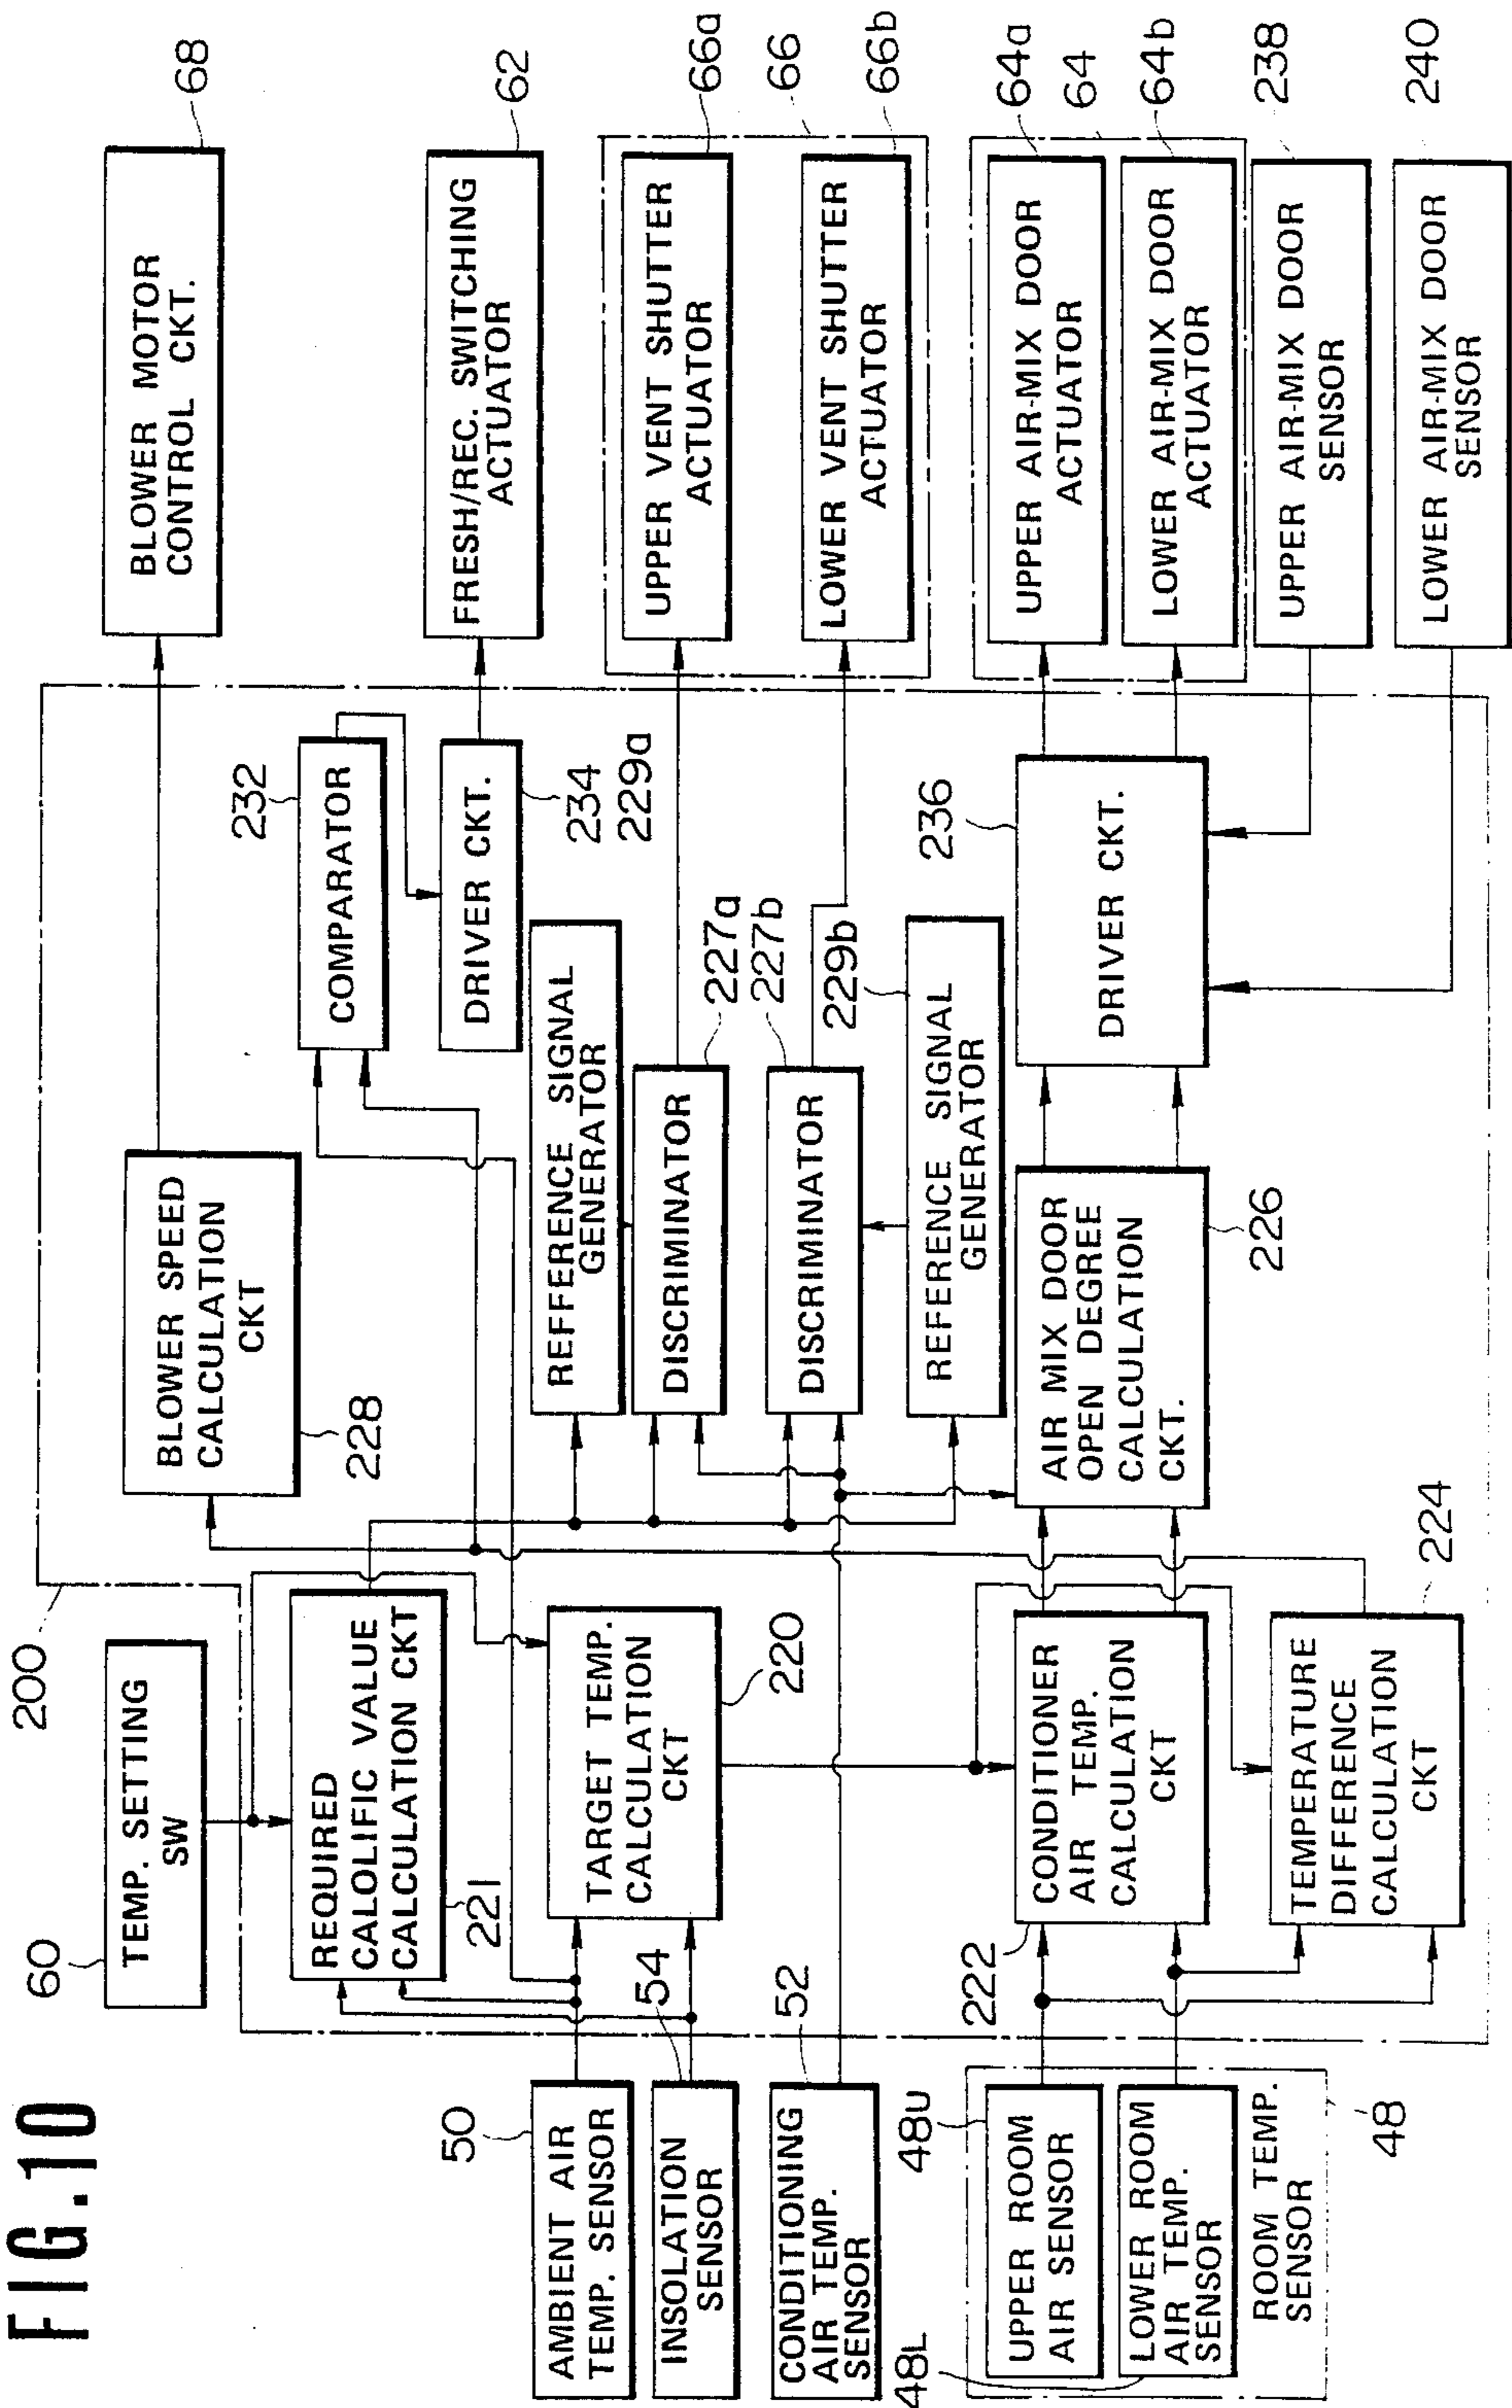 FIG.10
60
TEMP. SETTING
SW
200
REQUIRED
CALOLIFIC VALUE
CALCULATION CKT
221
BLOWER SPEED
CALCULATION
CKT
228
BLOWER MOTOR
CONTROL CKT.
68
232
COMPARATOR
DRIVER CKT.
234
FRESH/REC. SWITCHING
ACTUATOR
62
50
AMBIENT AIR
TEMP. SENSOR
INSOLATION
SENSOR
54
TARGET TEMP.
CALCULATION
CKT
220
REFFERENCE SIGNAL
GENERATOR
229a
DISCRIMINATOR
227a
UPPER VENT SHUTTER
ACTUATOR
66a
66
CONDITIONING
AIR TEMP.
SENSOR
52
DISCRIMINATOR
227b
REFERENCE SIGNAL
GENERATOR
229b
LOWER VENT SHUTTER
ACTUATOR
66b
48U
UPPER ROOM
AIR SENSOR
LOWER ROOM
AIR TEMP.
SENSOR
48L
ROOM TEMP.
SENSOR
48
222
CONDITIONER
AIR TEMP.
CALCULATION
CKT
TEMPERATURE
DIFFERENCE
CALCULATION
CKT
224
AIR MIX DOOR
OPEN DEGREE
CALCULATION
CKT.
226
236
DRIVER CKT.
UPPER AIR-MIX DOOR
ACTUATOR
64a
64
LOWER AIR-MIX DOOR
ACTUATOR
64b
UPPER AIR-MIX DOOR
SENSOR
238
LOWER AIR-MIX DOOR
SENSOR
240